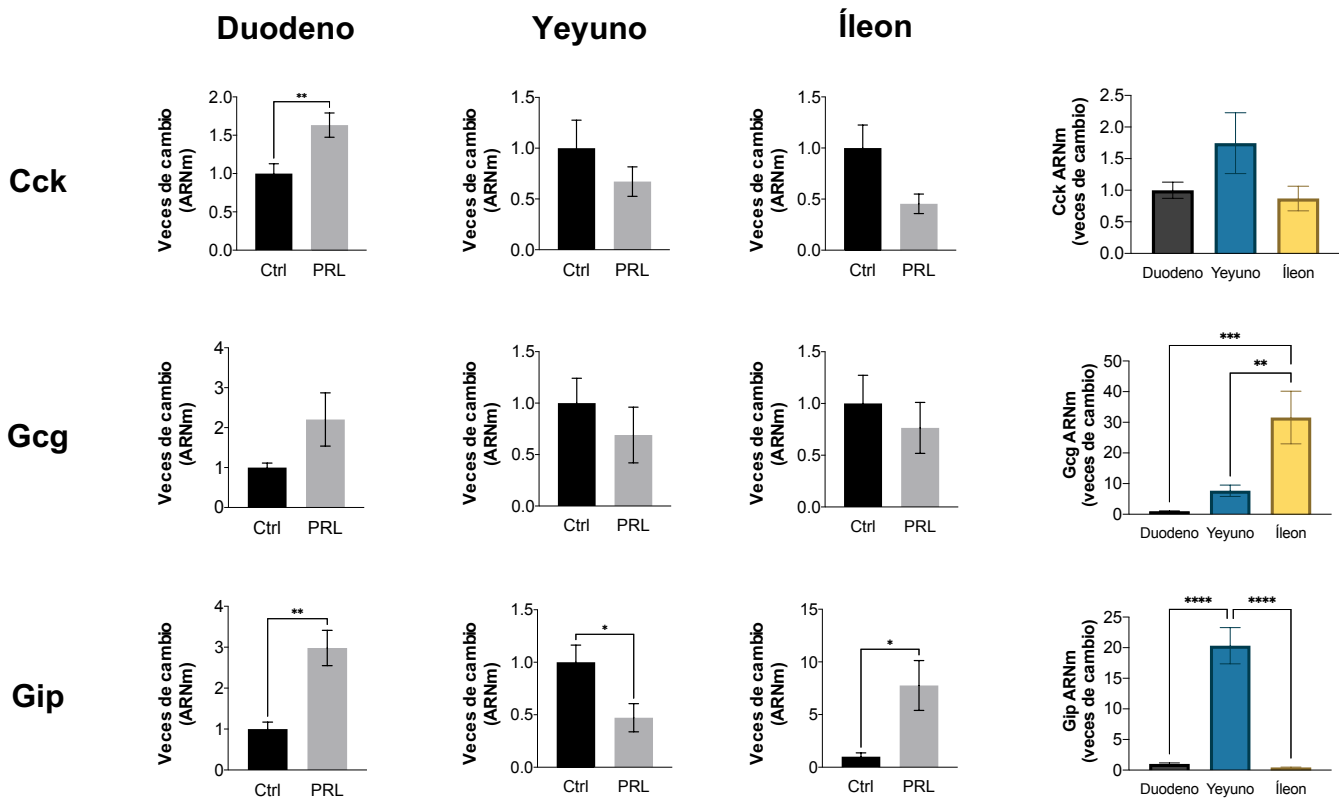 Duodeno
Yeyuno
Íleon
Cck
Veces de cambio
(ARNm)
2.0
1.5
1.0
0.5
0.0
**
Ctrl
PRL
Veces de cambio
(ARNm)
1.5
1.0
0.5
0.0
Ctrl
PRL
Veces de cambio
(ARNm)
1.5
1.0
0.5
0.0
Ctrl
PRL
Cck ARNm
(veces de cambio)
2.5
2.0
1.5
1.0
0.5
0.0
Duodeno
Yeyuno
Íleon
Gcg
Veces de cambio
(ARNm)
4
3
2
1
0
Ctrl
PRL
Veces de cambio
(ARNm)
1.5
1.0
0.5
0.0
Ctrl
PRL
Veces de cambio
(ARNm)
1.5
1.0
0.5
0.0
Ctrl
PRL
Gcg ARNm
(veces de cambio)
50
40
30
20
10
0
***
**
Duodeno
Yeyuno
Íleon
Gip
Veces de cambio
(ARNm)
4
3
2
1
0
**
Ctrl
PRL
Veces de cambio
(ARNm)
1.5
1.0
0.5
0.0
*
Ctrl
PRL
Veces de cambio
(ARNm)
15
10
5
0
*
Ctrl
PRL
Gip ARNm
(veces de cambio)
25
20
15
10
5
0
****
****
Duodeno
Yeyuno
Íleon